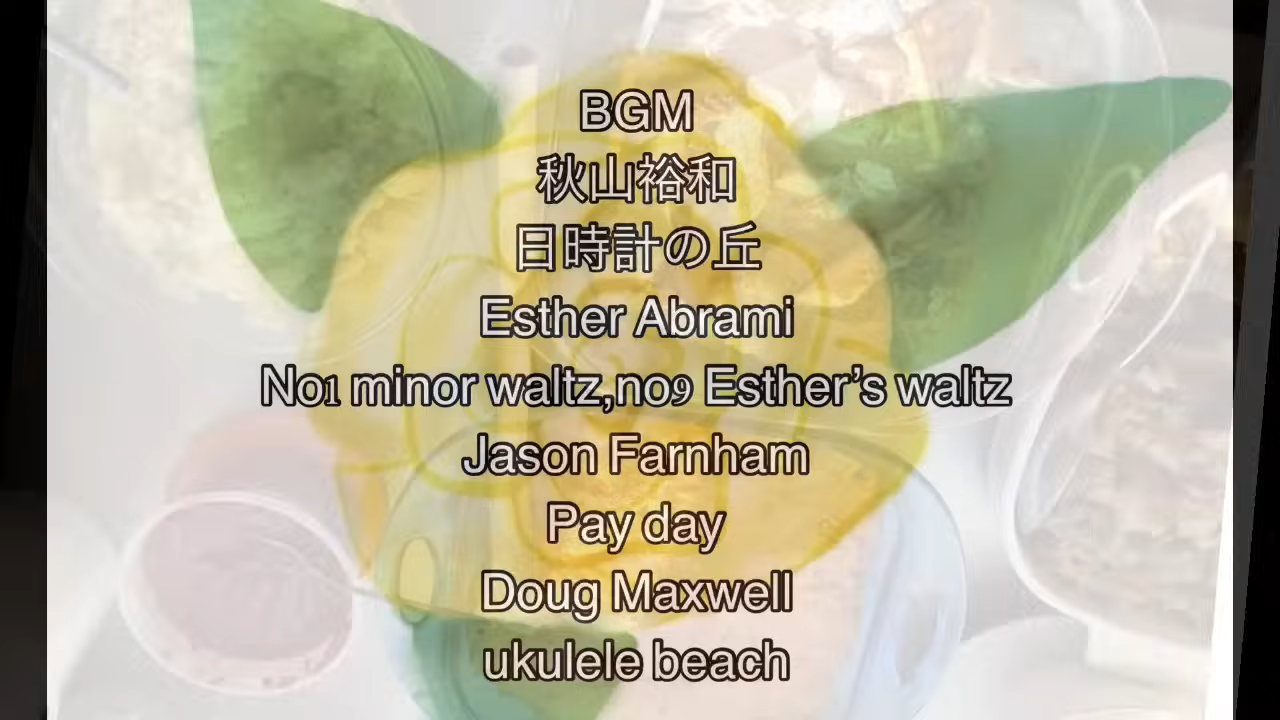 BGM
秋山裕和
日時計の丘
Esther Abrami
No1 minor waltz,no9 Esther’s waltz
Jason Farnham
Pay day
Doug Maxwell
ukulele beach